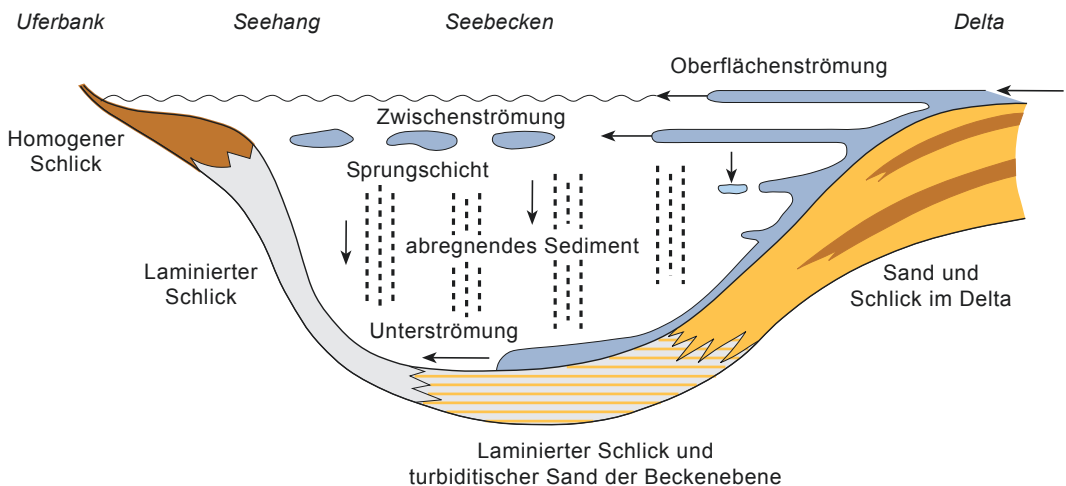 Uferbank
Seehang
Seebecken
Delta
Oberflächenströmung
Zwischenströmung
Homogener
Schlick
Sprungschicht
abregnendes Sediment
Laminierter
Schlick
Sand und
Schlick im Delta
Unterströmung
Laminierter Schlick und
turbiditischer Sand der Beckenebene